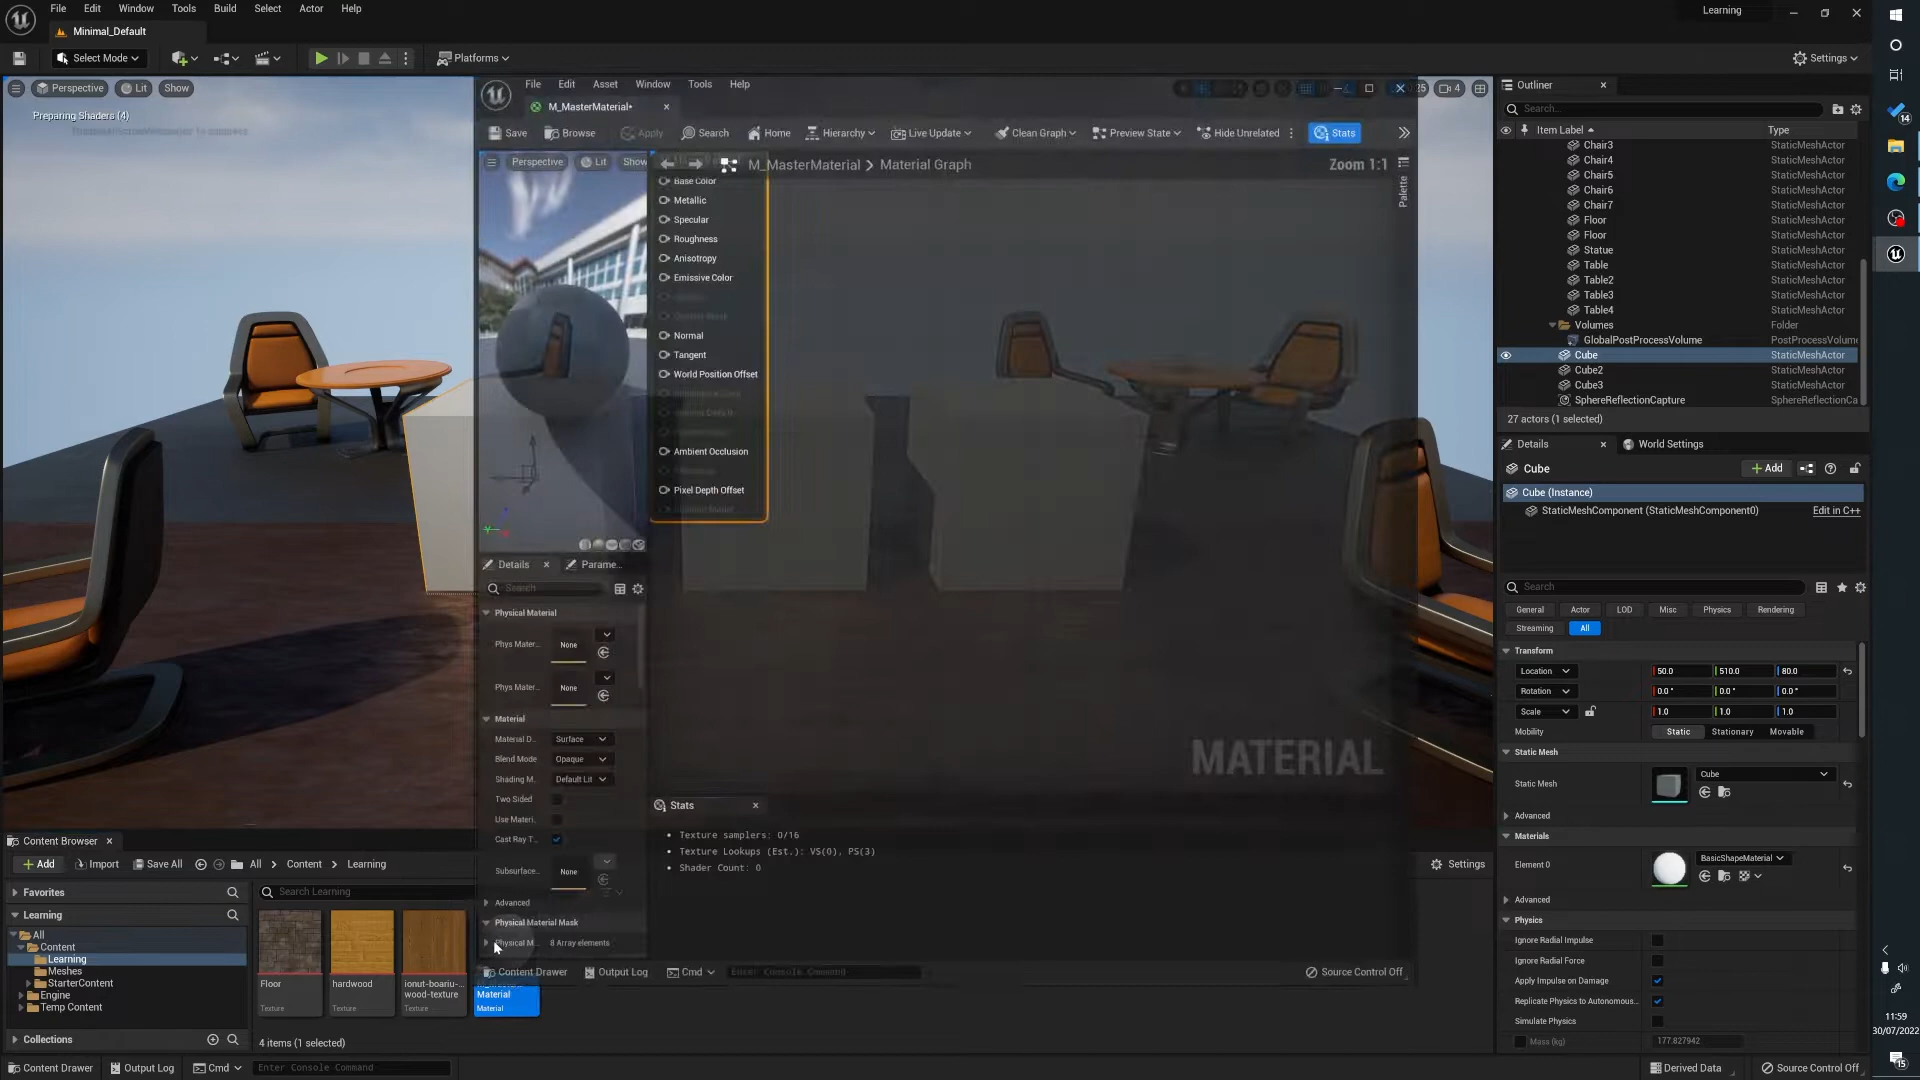 File Edit Window Tools Build Select Actor Help
Learning
Minimal_Default
Select Mode
Platforms
Settings
Perspective Lit Show
Preparing Shaders (4)
File Edit Asset Window Tools Help
25 4
M_MasterMaterial•
Save Browse Apply Search Home Hierarchy Live Update Clean Graph Preview State Hide Unrelated Stats
Perspective Lit Show
M_MasterMaterial > Material Graph
Zoom 1:1
Palette
Base Color
Metallic
Specular
Roughness
Anisotropy
Emissive Color
Normal
Tangent
World Position Offset
Ambient Occlusion
Pixel Depth Offset
MATERIAL
Details Parame..
Search
Physical Material
Phys Mater.. None
Phys Mater.. None
Material
Material D.. Surface
Blend Mode Opaque
Shading M.. Default Lit
Two Sided
Use Materi..
Cast Ray T..
Subsurface.. None
Advanced
Physical Material Mask
Physical M.. 8 Array elements
Stats
Texture samplers: 0/16
Texture Lookups (Est.): VS(0), PS(3)
Shader Count: 0
Content Drawer Output Log Cmd Enter Console Command Source Control Off
Outliner
Search...
Item Label Type
Chair3 StaticMeshActor
Chair4 StaticMeshActor
Chair5 StaticMeshActor
Chair6 StaticMeshActor
Chair7 StaticMeshActor
Floor StaticMeshActor
Floor StaticMeshActor
Statue StaticMeshActor
Table StaticMeshActor
Table2 StaticMeshActor
Table3 StaticMeshActor
Table4 StaticMeshActor
Volumes Folder
GlobalPostProcessVolume PostProcessVolum
Cube StaticMeshActor
Cube2 StaticMeshActor
Cube3 StaticMeshActor
SphereReflectionCapture SphereReflectionCa
27 actors (1 selected)
Details World Settings
Cube Add
Cube (Instance)
StaticMeshComponent (StaticMeshComponent0) Edit in C++
Search
General Actor LOD Misc Physics Rendering
Streaming All
Transform
Location 50.0 510.0 80.0
Rotation 0.0° 0.0° 0.0°
Scale 1.0 1.0 1.0
Mobility Static Stationary Movable
Static Mesh
Static Mesh Cube
Advanced
Materials
Element 0 BasicShapeMaterial
Advanced
Physics
Ignore Radial Impulse
Ignore Radial Force
Apply Impulse on Damage
Replicate Physics to Autonomous...
Simulate Physics
Mass (kg) 177.827942
Content Browser
Add Import Save All All > Content > Learning Settings
Favorites
Search Learning
Learning
All
Content
Learning
Meshes
StarterContent
Engine
Temp Content
Collections
Floor
Texture
hardwood
Texture
ionut-boariu-..
wood-texture
Texture
Material
Material
4 items (1 selected)
Content Drawer Output Log Cmd Enter Console Command Derived Data Source Control Off
14
11:59
30/07/2022
15